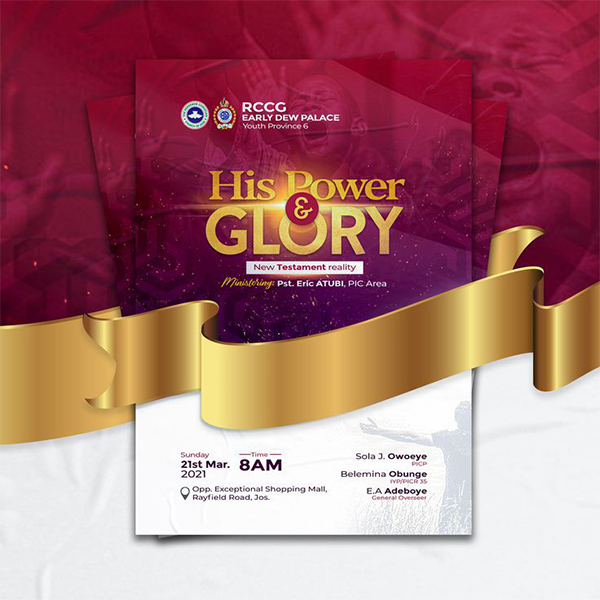 RCCG
EARLY DEW PALACE
Youth Province 6
His Power
&
GLORY
New Testament reality
Ministering: Pst. Eric ATUBI, PIC Area
Sunday
21st Mar.
2021
Time
8AM
Opp. Exceptional Shopping Mall,
Rayfield Road, Jos.
Sola J. Owoeye
PICP
Belemina Obunge
IYP/PICR 35
E.A Adeboye
General Overseer